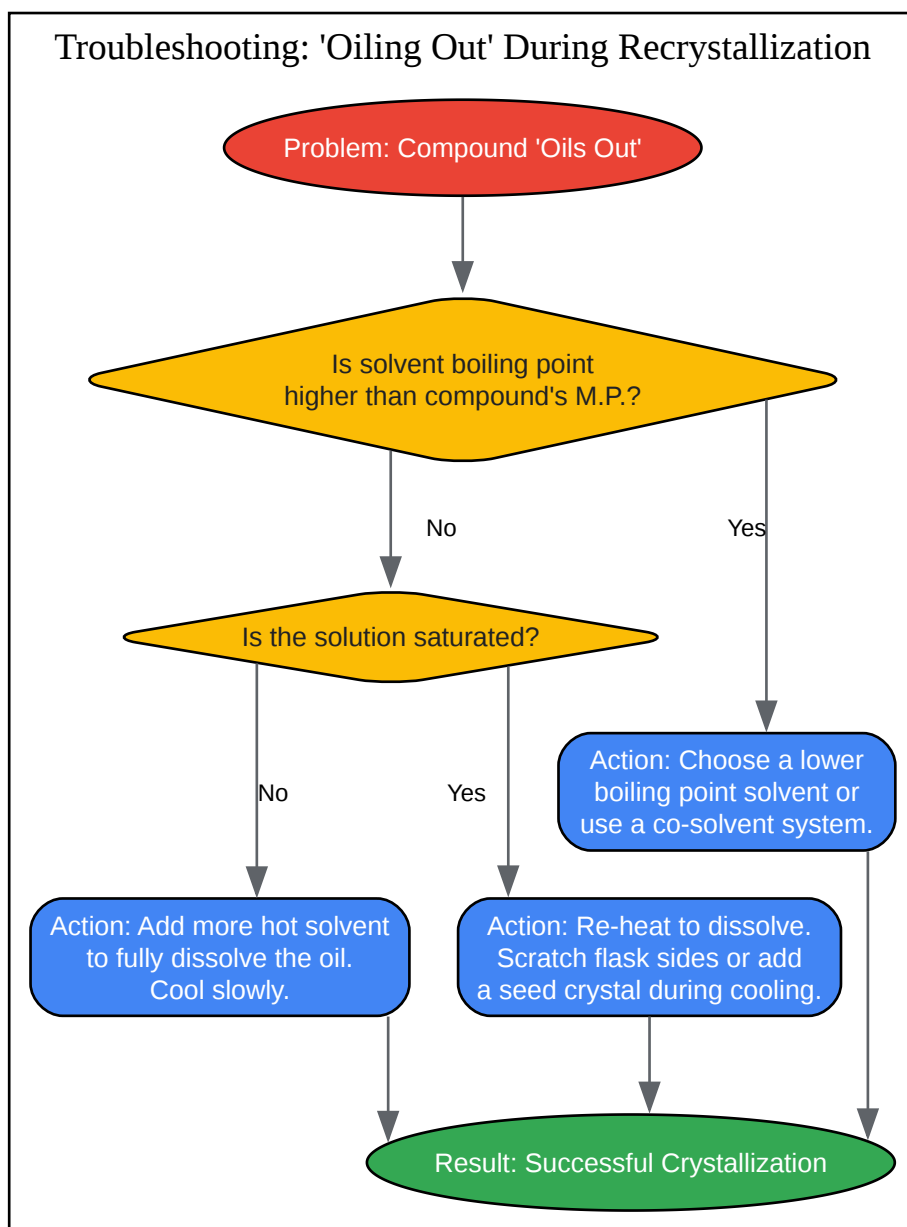 Troubleshooting: 'Oiling Out' During Recrystallization
Problem: Compound 'Oils Out'
Is solvent boiling point
higher than compound's M.P.?
No
Yes
Is the solution saturated?
No
Yes
Action: Choose a lower
boiling point solvent or
use a co-solvent system.
Action: Add more hot solvent
to fully dissolve the oil.
Cool slowly.
Action: Re-heat to dissolve.
Scratch flask sides or add
a seed crystal during cooling.
Result: Successful Crystallization